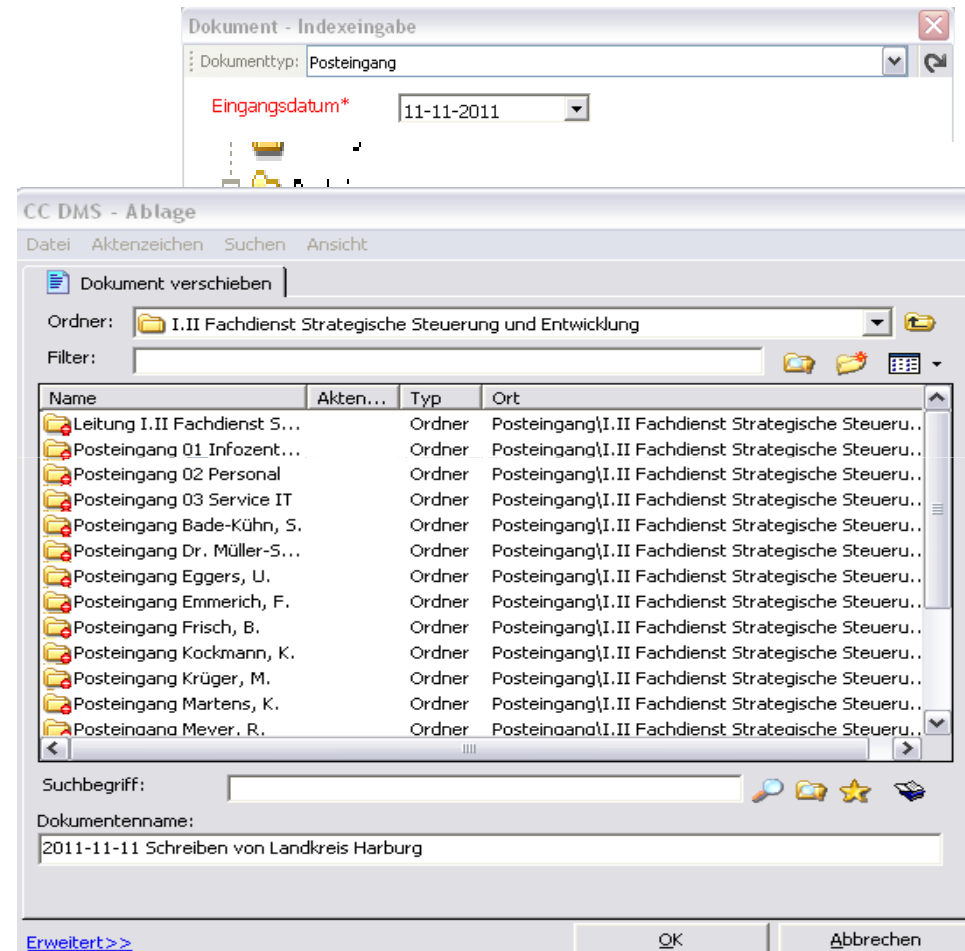 Dokument - Indexeingabe
Dokumenttyp: Posteingang
Eingangsdatum* 11-11-2011
CC DMS - Ablage
Datei Aktenzeichen Suchen Ansicht
Dokument verschieben
Ordner: I.II Fachdienst Strategische Steuerung und Entwicklung
Filter:
Name Akten... Typ Ort
Leitung I.II Fachdienst S... Ordner Posteingang\I.II Fachdienst Strategische Steueru..
Posteingang 01 Infozent... Ordner Posteingang\I.II Fachdienst Strategische Steueru..
Posteingang 02 Personal Ordner Posteingang\I.II Fachdienst Strategische Steueru..
Posteingang 03 Service IT Ordner Posteingang\I.II Fachdienst Strategische Steueru..
Posteingang Bade-Kühn, S. Ordner Posteingang\I.II Fachdienst Strategische Steueru..
Posteingang Dr. Müller-S... Ordner Posteingang\I.II Fachdienst Strategische Steueru..
Posteingang Eggers, U. Ordner Posteingang\I.II Fachdienst Strategische Steueru..
Posteingang Emmerich, F. Ordner Posteingang\I.II Fachdienst Strategische Steueru..
Posteingang Frisch, B. Ordner Posteingang\I.II Fachdienst Strategische Steueru..
Posteingang Kockmann, K. Ordner Posteingang\I.II Fachdienst Strategische Steueru..
Posteingang Krüger, M. Ordner Posteingang\I.II Fachdienst Strategische Steueru..
Posteingang Martens, K. Ordner Posteingang\I.II Fachdienst Strategische Steueru..
Posteingang Meyer, R. Ordner Posteingang\I.II Fachdienst Strategische Steueru..
Suchbegriff:
Dokumentenname:
2011-11-11 Schreiben von Landkreis Harburg
Erweitert>> OK Abbrechen